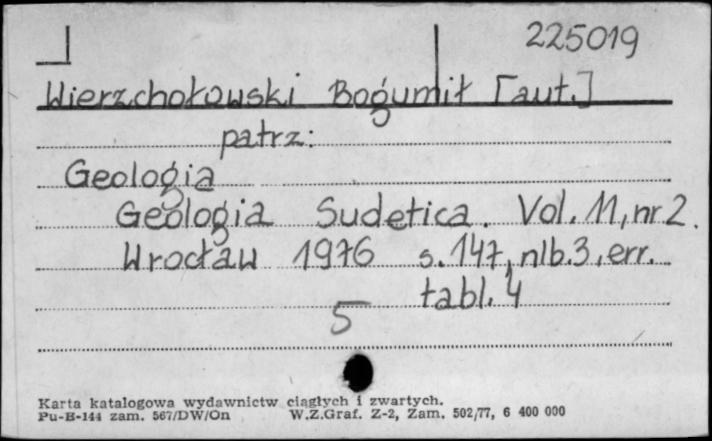 225019
Wierzchołowski Bogumił [aut.]
patrz:
Geologia
Geologia Sudetica. Vol. 11, nr 2.
Wrocław 1976 s. 147, nlb. 3, err.
tabl. 4
5
Karta katalogowa wydawnictw ciągłych i zwartych.
Pu-B-144 zam. 567/DW/On W.Z.Graf. Z-2, Zam. 502/77, 6 400 000